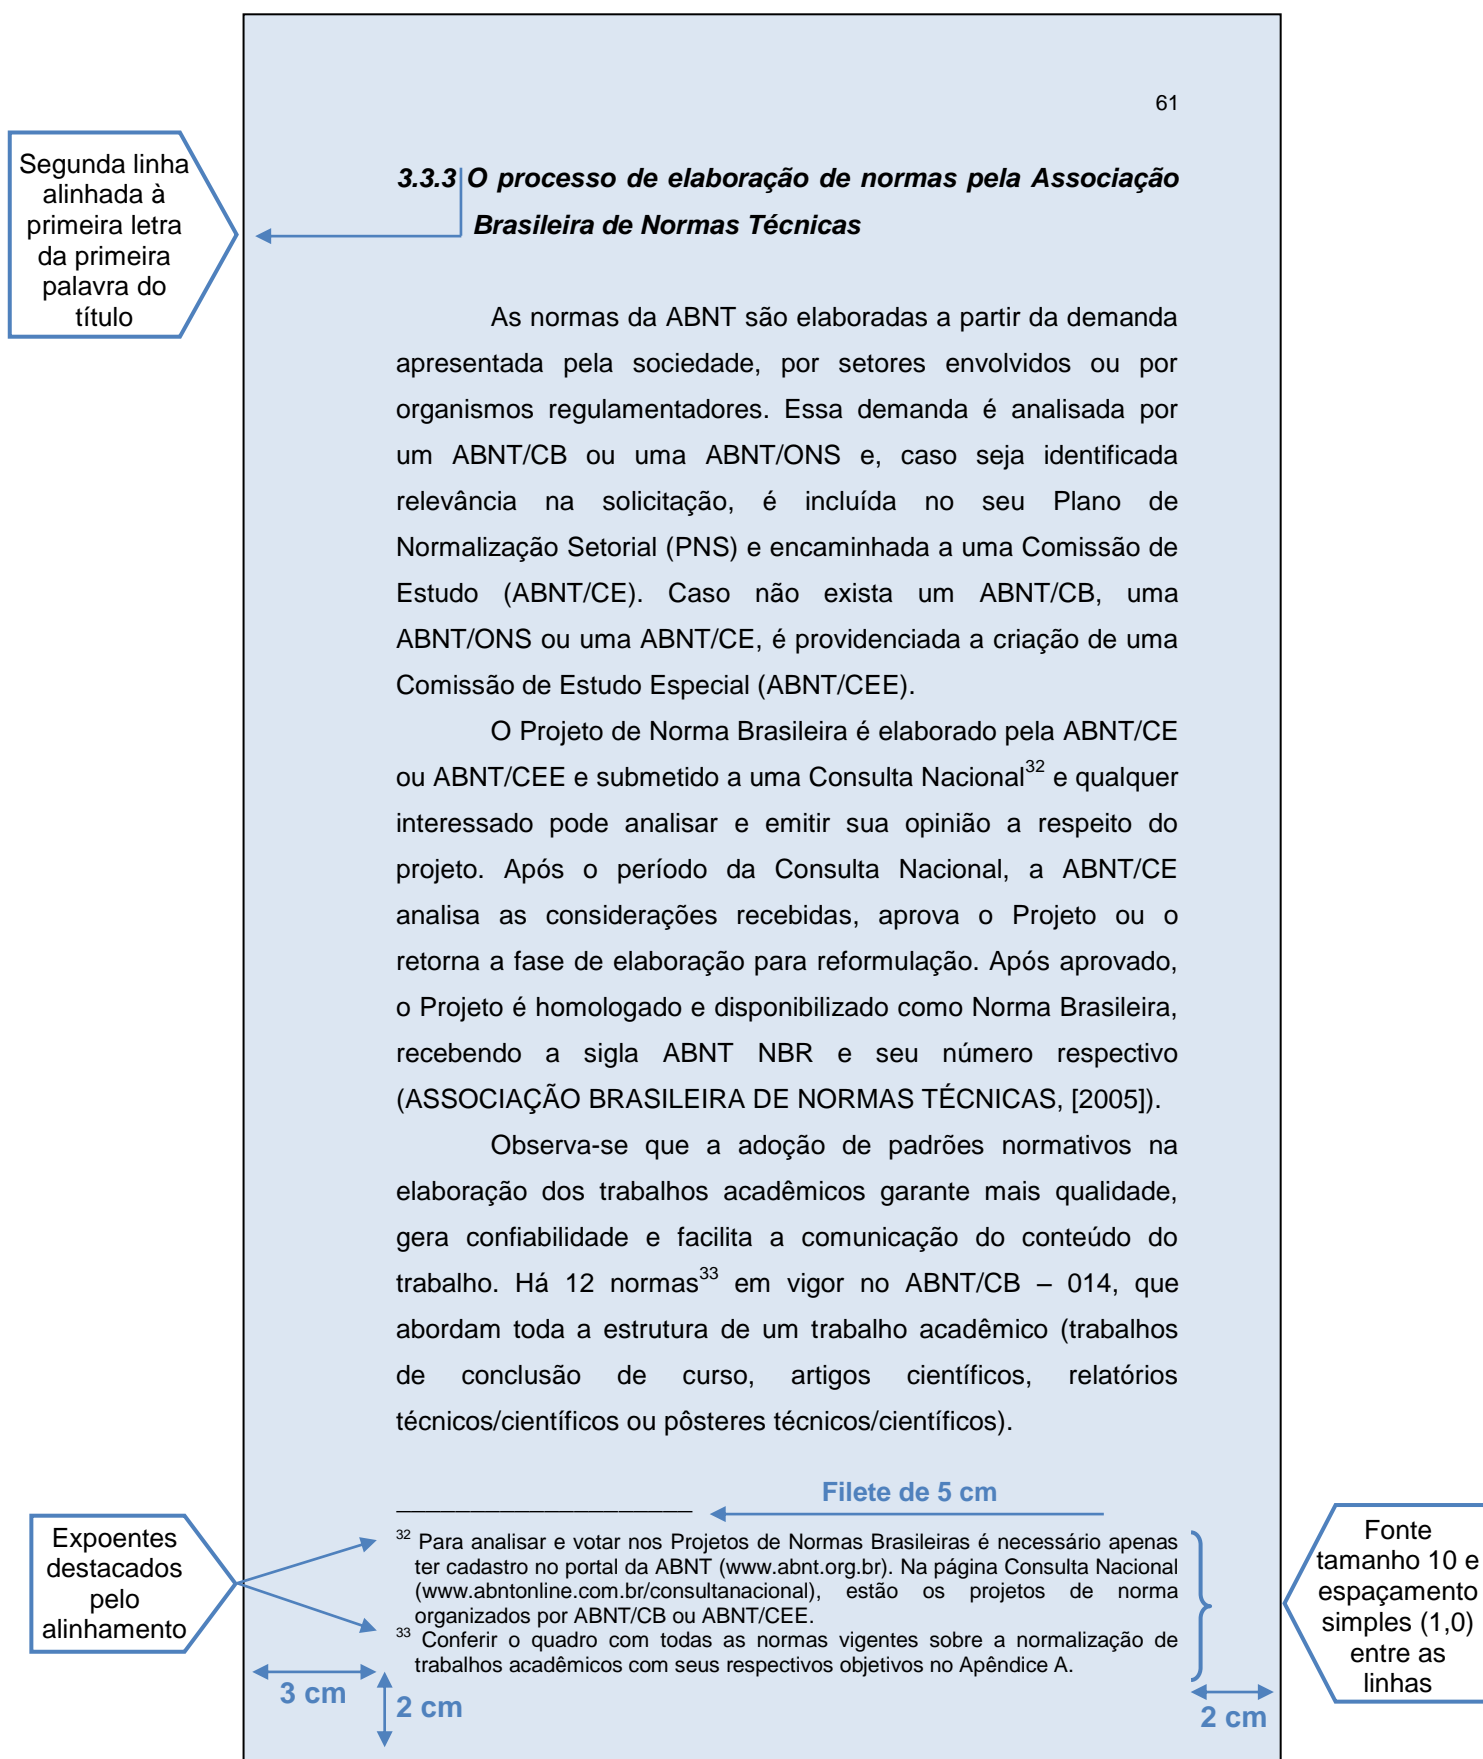 61
Segunda linha
alinhada à
primeira letra
da primeira
palavra do
título
3.3.3 O processo de elaboração de normas pela Associação
Brasileira de Normas Técnicas
As normas da ABNT são elaboradas a partir da demanda
apresentada pela sociedade, por setores envolvidos ou por
organismos regulamentadores. Essa demanda é analisada por
um ABNT/CB ou uma ABNT/ONS e, caso seja identificada
relevância na solicitação, é incluída no seu Plano de
Normalização Setorial (PNS) e encaminhada a uma Comissão de
Estudo (ABNT/CE). Caso não exista um ABNT/CB, uma
ABNT/ONS ou uma ABNT/CE, é providenciada a criação de uma
Comissão de Estudo Especial (ABNT/CEE).
O Projeto de Norma Brasileira é elaborado pela ABNT/CE
ou ABNT/CEE e submetido a uma Consulta Nacional32 e qualquer
interessado pode analisar e emitir sua opinião a respeito do
projeto. Após o período da Consulta Nacional, a ABNT/CE
analisa as considerações recebidas, aprova o Projeto ou o
retorna a fase de elaboração para reformulação. Após aprovado,
o Projeto é homologado e disponibilizado como Norma Brasileira,
recebendo a sigla ABNT NBR e seu número respectivo
(ASSOCIAÇÃO BRASILEIRA DE NORMAS TÉCNICAS, [2005]).
Observa-se que a adoção de padrões normativos na
elaboração dos trabalhos acadêmicos garante mais qualidade,
gera confiabilidade e facilita a comunicação do conteúdo do
trabalho. Há 12 normas33 em vigor no ABNT/CB – 014, que
abordam toda a estrutura de um trabalho acadêmico (trabalhos
de conclusão de curso, artigos científicos, relatórios
técnicos/científicos ou pôsteres técnicos/científicos).
Filete de 5 cm
Expoentes
destacados
pelo
alinhamento
32 Para analisar e votar nos Projetos de Normas Brasileiras é necessário apenas
ter cadastro no portal da ABNT (www.abnt.org.br). Na página Consulta Nacional
(www.abntonline.com.br/consultanacional), estão os projetos de norma
organizados por ABNT/CB ou ABNT/CEE.
33 Conferir o quadro com todas as normas vigentes sobre a normalização de
trabalhos acadêmicos com seus respectivos objetivos no Apêndice A.
Fonte
tamanho 10 e
espaçamento
simples (1,0)
entre as
linhas
3 cm
2 cm
2 cm